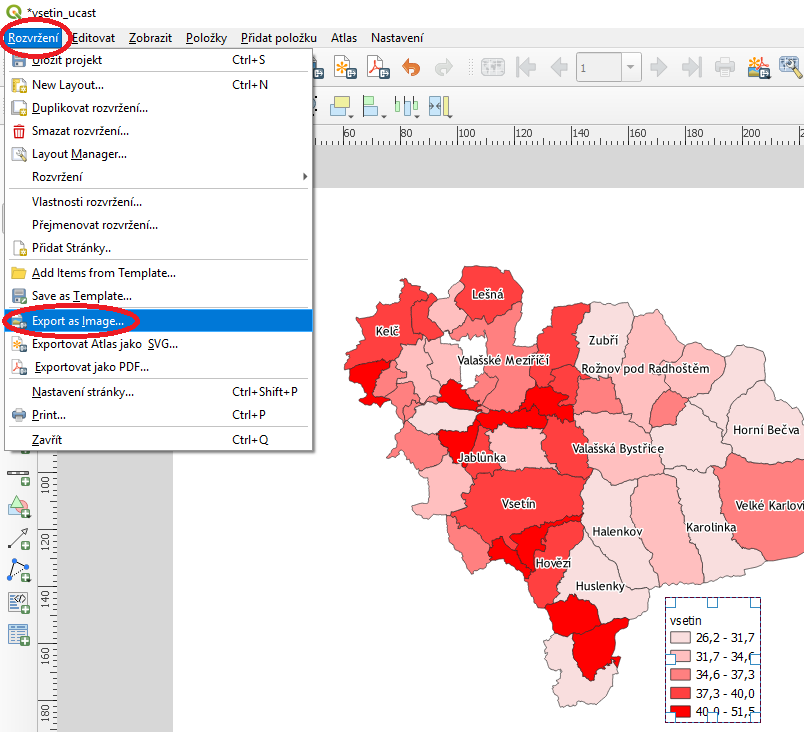 *vsetin_ucast
Rozvržení Editovat Zobrazit Položky Přidat položku Atlas Nastavení
Uložit projekt Ctrl+S
New Layout... Ctrl+N
Duplikovat rozvržení...
Smazat rozvržení...
Layout Manager...
Rozvržení
Vlastnosti rozvržení...
Přejmenovat rozvržení...
Přidat Stránky..
Add Items from Template...
Save as Template...
Export as Image...
Exportovat Atlas jako SVG...
Exportovat jako PDF...
Nastavení stránky... Ctrl+Shift+P
Print... Ctrl+P
Zavřít Ctrl+Q
1
60 80 100 120 140 160 180 200 220
100
120
140
160
180
Lešná
Kelč
Zubří
Valašské Meziříčí
Rožnov pod Radhoštěm
Horní Bečva
Valašská Bystřice
Jablůnka
Vsetín
Velké Karlovi
Karolinka
Halenkov
Hovězí
Huslenky
vsetin
26,2 - 31,7
31,7 - 34,6
34,6 - 37,3
37,3 - 40,0
40,0 - 51,5